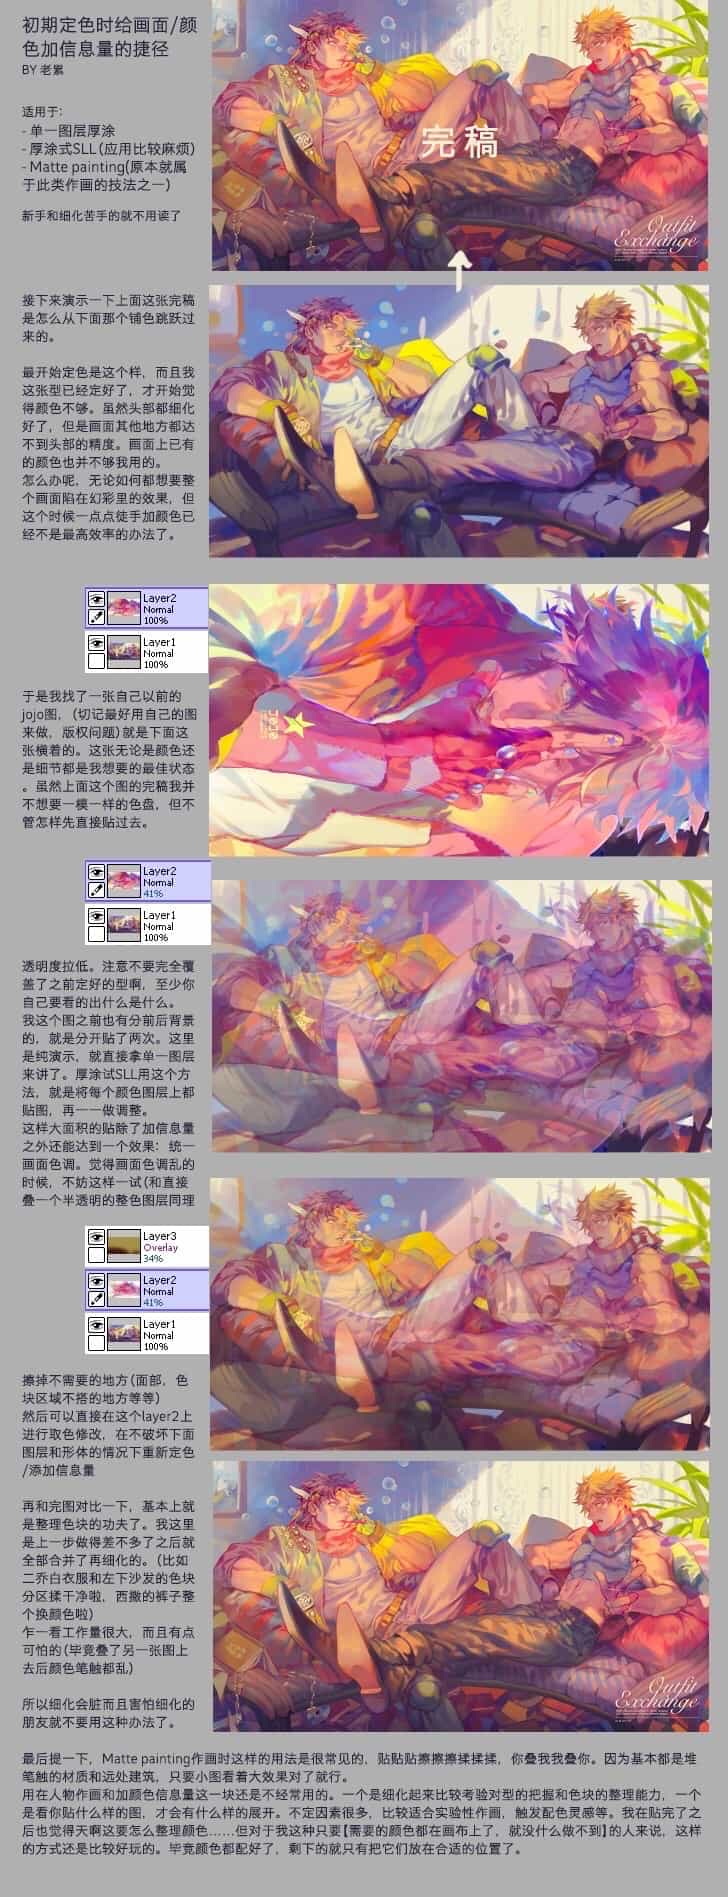 初期定色时给画面/颜
色加信息量的捷径
BY 老累
适用于:
- 单一图层厚涂
- 厚涂式SLL(应用比较麻烦)
- Matte painting(原本就属
于此类作画的技法之一)
新手和细化苦手的就不用读了
完稿
Outfit
Exchange
接下来演示一下上面这张完稿
是怎么从下面那个铺色跳跃过
来的。
最开始定色是这个样，而且我
这张型已经定好了，才开始觉
得颜色不够。虽然头部都细化
好了，但是画面其他地方都达
不到头部的精度。画面上已有
的颜色也并不够我用的。
怎么办呢，无论如何都想要整
个画面陷在幻彩里的效果，但
这个时候一点点徒手加颜色已
经不是最高效率的办法了。
Layer2
Normal
100%
Layer1
Normal
100%
于是我找了一张自己以前的
jojo图，(切记最好用自己的图
来做，版权问题)就是下面这
张横着的。这张无论是颜色还
是细节都是我想要的最佳状态
。虽然上面这个图的完稿我并
不想要一模一样的色盘，但不
管怎样先直接贴过去。
Layer2
Normal
41%
Layer1
Normal
100%
透明度拉低。注意不要完全覆
盖了之前定好的型啊，至少你
自己要看的出什么是什么。
我这个图之前也有分前后背景
的，就是分开贴了两次。这里
是纯演示，就直接拿单一图层
来讲了。厚涂试SLL用这个方
法，就是将每个颜色图层上都
贴图，再一一做调整。
这样大面积的贴除了加信息量
之外还能达到一个效果：统一
画面色调。觉得画面色调乱的
时候，不妨这样一试(和直接
叠一个半透明的整色图层同理
Layer3
Overlay
34%
Layer2
Normal
41%
Layer1
Normal
100%
擦掉不需要的地方(面部，色
块区域不搭的地方等等)
然后可以直接在这个layer2上
进行取色修改，在不破坏下面
图层和形体的情况下重新定色
/添加信息量
再和完图对比一下，基本上就
是整理色块的功夫了。我这里
是上一步做得差不多了之后就
全部合并了再细化的。(比如
二乔白衣服和左下沙发的色块
分区揉干净啦，西撒的裤子整
个换颜色啦)
乍一看工作量很大，而且有点
可怕的(毕竟叠了另一张图上
去后颜色笔触都乱)
所以细化会脏而且害怕细化的
朋友就不要用这种办法了。
Outfit
Exchange
最后提一下，Matte painting作画时这样的用法是很常见的，贴贴贴擦擦擦揉揉揉，你叠我我叠你。因为基本都是堆
笔触的材质和远处建筑，只要小图看着大效果对了就行。
用在人物作画和加颜色信息量这一块还是不经常用的。一个是细化起来比较考验对型的把握和色块的整理能力，一个
是看你贴什么样的图，才会有什么样的展开。不定因素很多，比较适合实验性作画，触发配色灵感等。我在贴完了之
后也觉得天啊这要怎么整理颜色……但对于我这种只要【需要的颜色都在画布上了，就没什么做不到】的人来说，这样
的方式还是比较好玩的。毕竟颜色都配好了，剩下的就只有把它们放在合适的位置了。